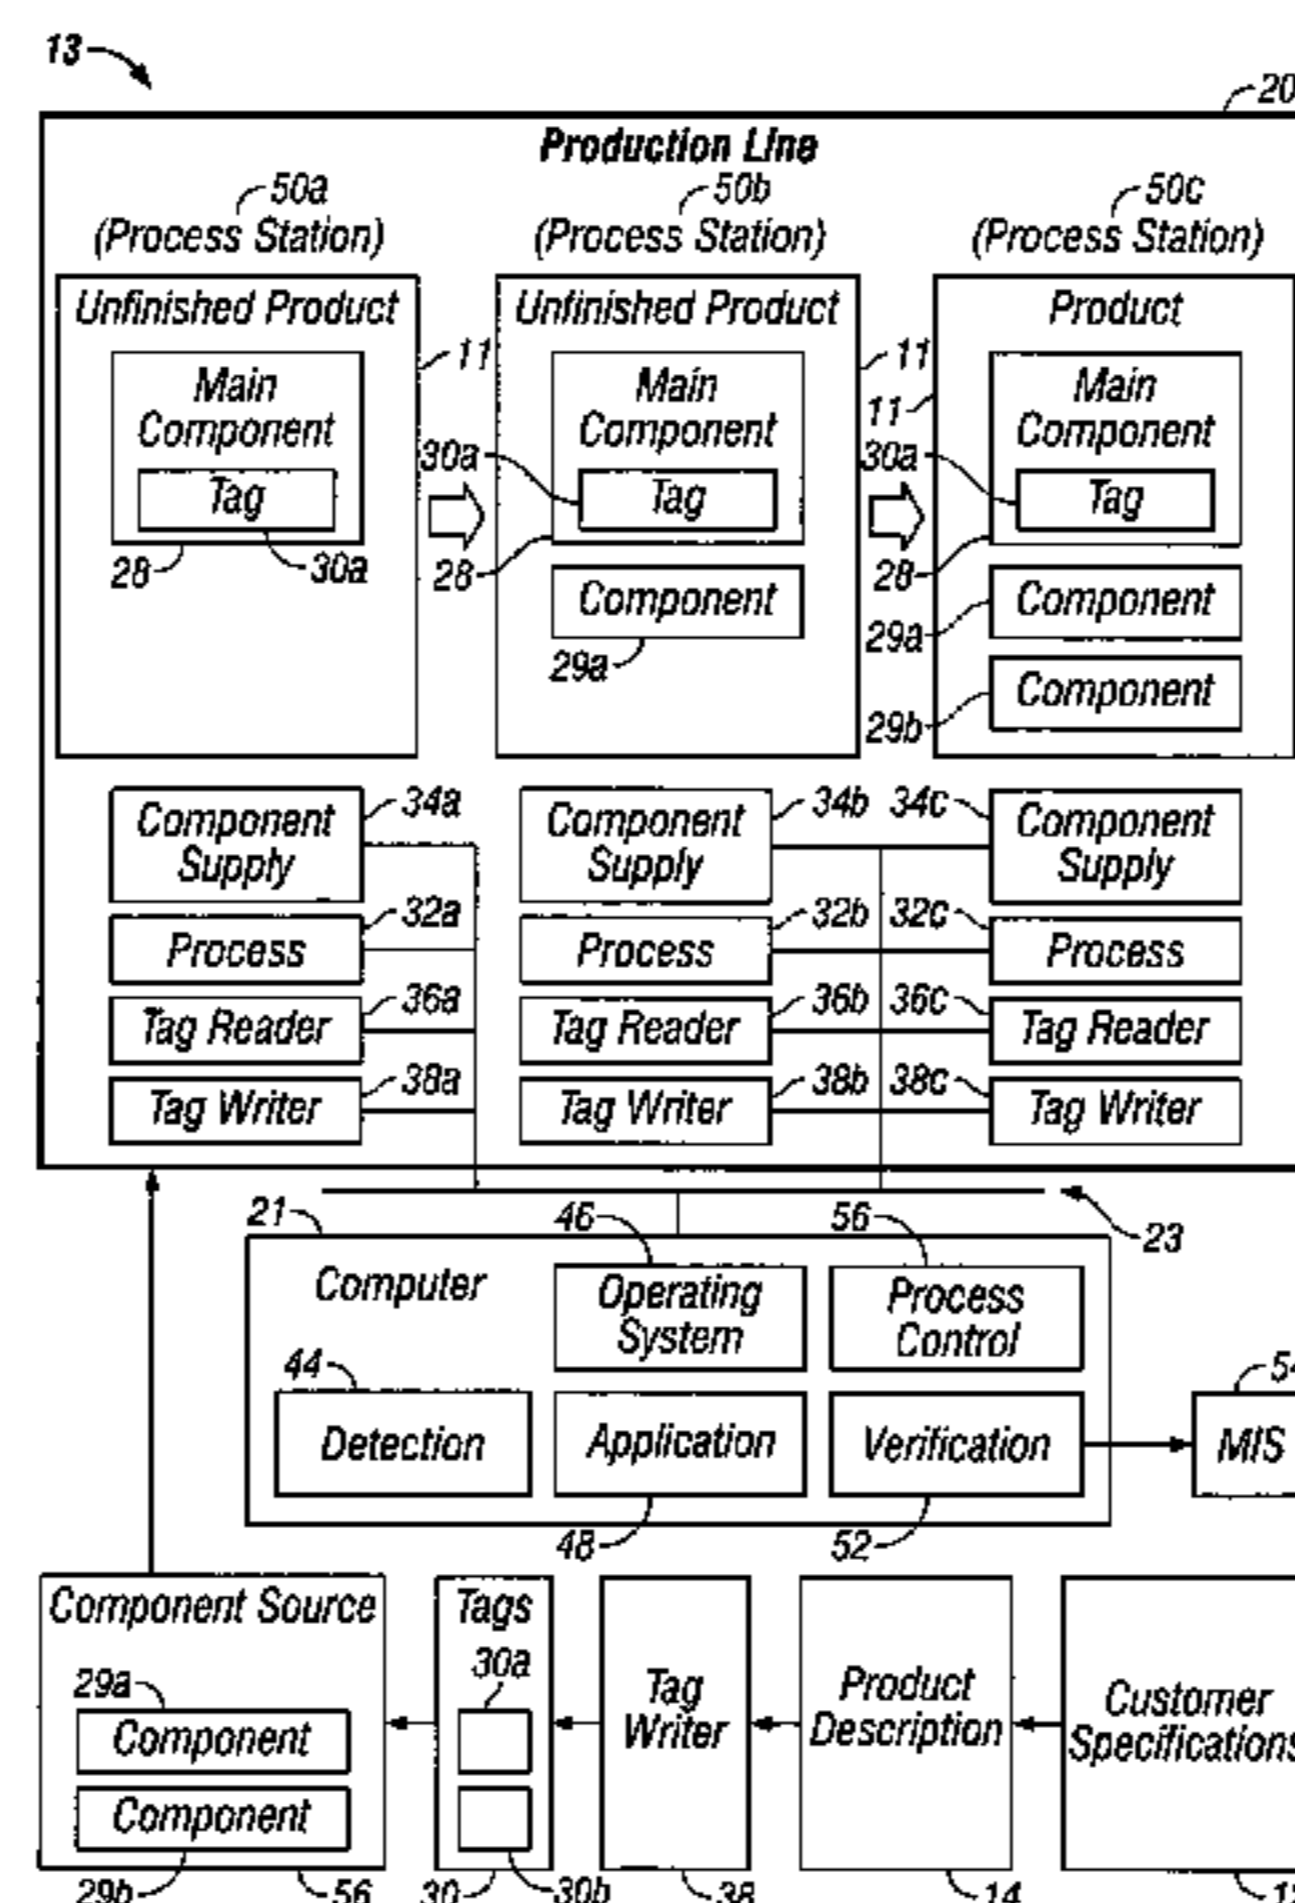 13
20
Production Line
50a 50b 50c
(Process Station) (Process Station) (Process Station)
Unfinished Product Unfinished Product Product
11 11 11
Main Main Main
Component Component Component
30a 30a
Tag Tag Tag
28 30a 28 28
Component Component
29a 29a
Component
29b
34a 34b 34c
Component Component Component
Supply Supply Supply
32a 32b 32c
Process Process Process
36a 36b 36c
Tag Reader Tag Reader Tag Reader
38a 38b 38c
Tag Writer Tag Writer Tag Writer
21 46 56 23
Computer
Operating
System
Process
Control
44 54
Detection Application Verification MIS
48 52
Component Source Tags
29a 30a
Component
Component
Tag
Writer
Product
Description
Customer
Specifications
29b 56 30 30b 38 14